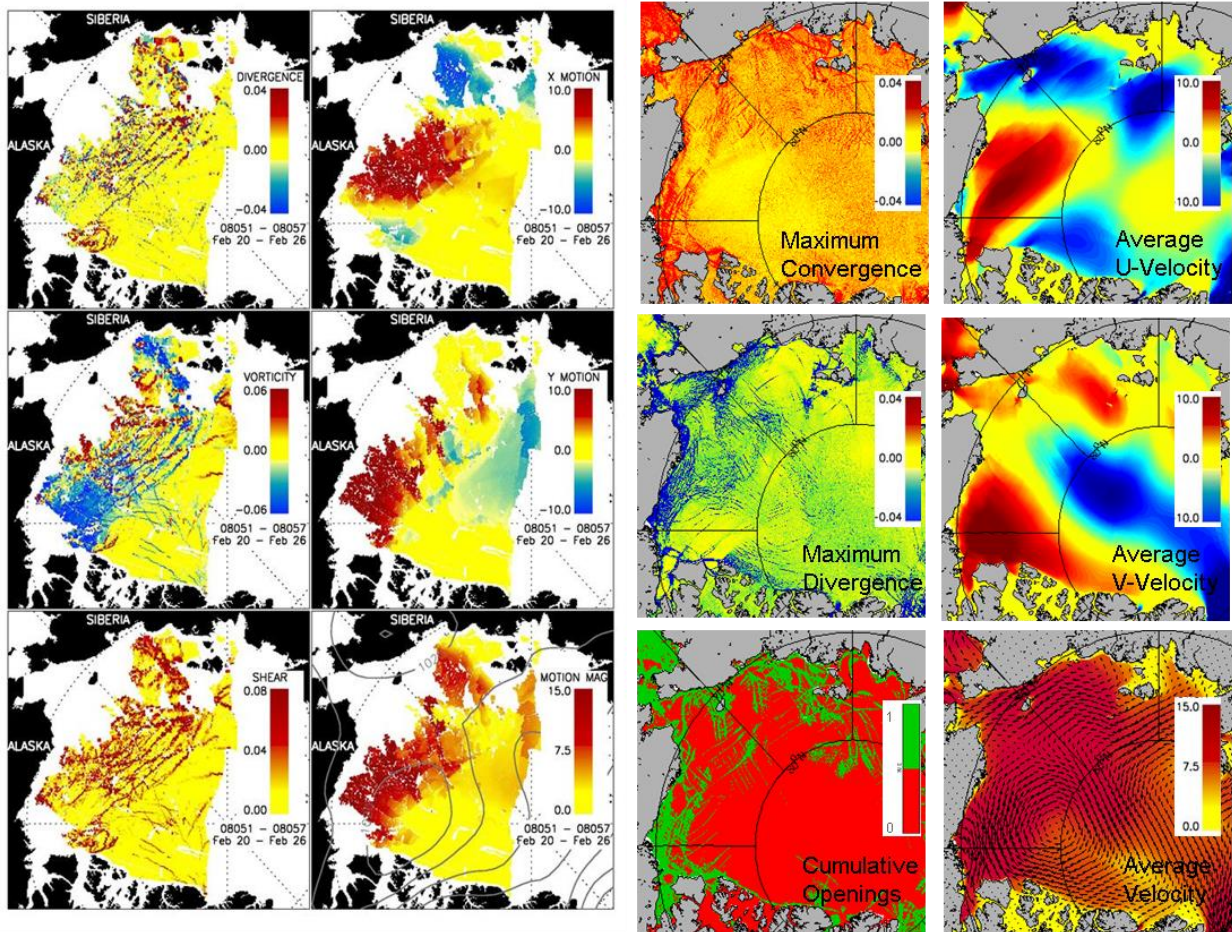 SIBERIA
DIVERGENCE
0.04
0.00
-0.04
ALASKA
08051 - 08057
Feb 20 - Feb 26
SIBERIA
X MOTION
10.0
0.0
-10.0
ALASKA
08051 - 08057
Feb 20 - Feb 26
0.04
0.00
-0.04
80°N
Maximum
Convergence
10.0
0.0
-10.0
80°N
Average
U-Velocity
SIBERIA
VORTICITY
0.06
0.00
-0.06
ALASKA
08051 - 08057
Feb 20 - Feb 26
SIBERIA
Y MOTION
10.0
0.0
-10.0
ALASKA
08051 - 08057
Feb 20 - Feb 26
0.04
0.00
-0.04
80°N
Maximum
Divergence
10.0
0.0
10.0
80°N
Average
V-Velocity
SIBERIA
SHEAR
0.08
0.04
0.00
ALASKA
08051 - 08057
Feb 20 - Feb 26
SIBERIA
MOTION MAG
15.0
7.5
0.0
ALASKA
08051 - 08057
Feb 20 - Feb 26
1
0
80°N
Cumulative
Openings
15.0
7.5
0.0
Average
Velocity